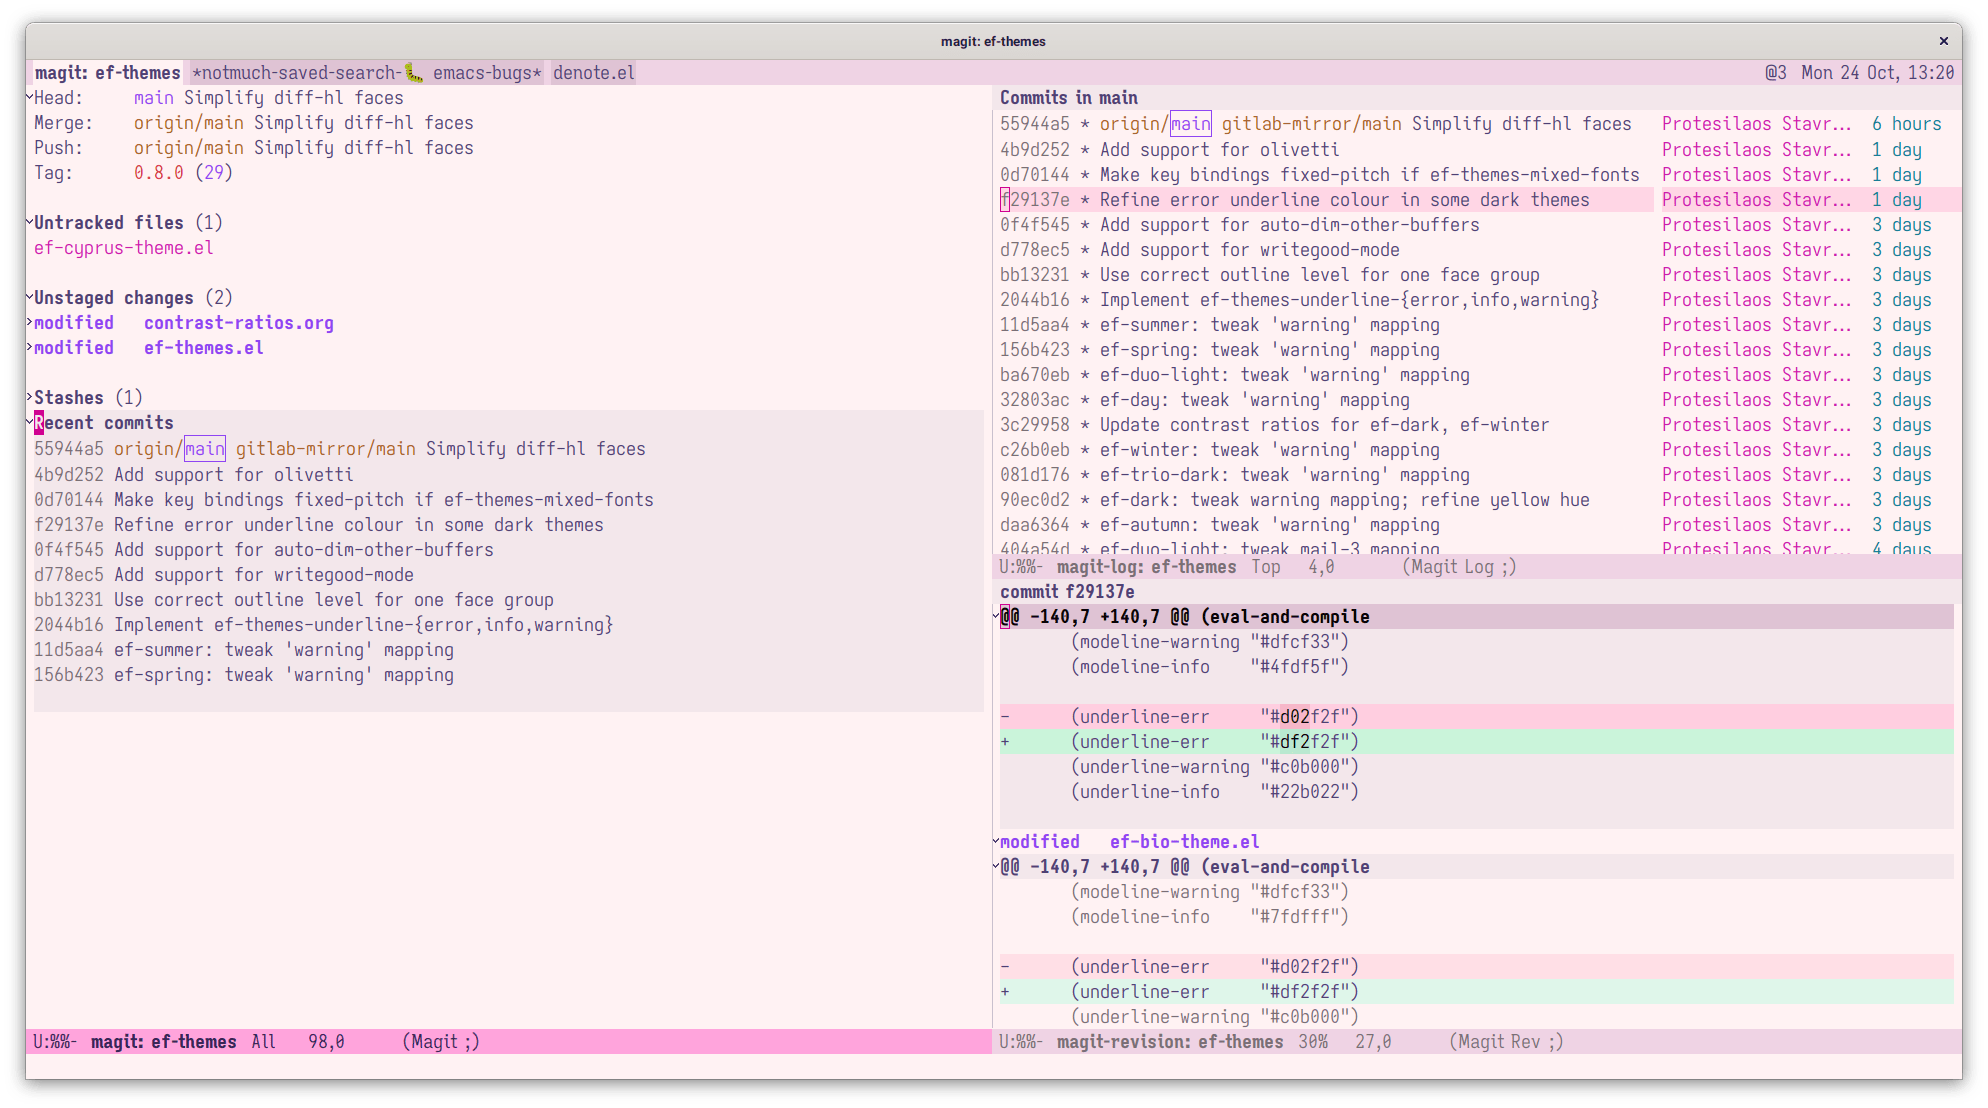 magit: ef-themes ×
magit: ef-themes *notmuch-saved-search-🐛 emacs-bugs* denote.el @3 Mon 24 Oct, 13:20
Head: main Simplify diff-hl faces
Merge: origin/main Simplify diff-hl faces
Push: origin/main Simplify diff-hl faces
Tag: 0.8.0 (29)
Untracked files (1)
ef-cyprus-theme.el
Unstaged changes (2)
modified contrast-ratios.org
modified ef-themes.el
Stashes (1)
Recent commits
55944a5 origin/main gitlab-mirror/main Simplify diff-hl faces
4b9d252 Add support for olivetti
0d70144 Make key bindings fixed-pitch if ef-themes-mixed-fonts
f29137e Refine error underline colour in some dark themes
0f4f545 Add support for auto-dim-other-buffers
d778ec5 Add support for writegood-mode
bb13231 Use correct outline level for one face group
2044b16 Implement ef-themes-underline-{error,info,warning}
11d5aa4 ef-summer: tweak 'warning' mapping
156b423 ef-spring: tweak 'warning' mapping
U:%%- magit: ef-themes All 98,0 (Magit ;)
Commits in main
55944a5 * origin/main gitlab-mirror/main Simplify diff-hl faces Protesilaos Stavr... 6 hours
4b9d252 * Add support for olivetti Protesilaos Stavr... 1 day
0d70144 * Make key bindings fixed-pitch if ef-themes-mixed-fonts Protesilaos Stavr... 1 day
f29137e * Refine error underline colour in some dark themes Protesilaos Stavr... 1 day
0f4f545 * Add support for auto-dim-other-buffers Protesilaos Stavr... 3 days
d778ec5 * Add support for writegood-mode Protesilaos Stavr... 3 days
bb13231 * Use correct outline level for one face group Protesilaos Stavr... 3 days
2044b16 * Implement ef-themes-underline-{error,info,warning} Protesilaos Stavr... 3 days
11d5aa4 * ef-summer: tweak 'warning' mapping Protesilaos Stavr... 3 days
156b423 * ef-spring: tweak 'warning' mapping Protesilaos Stavr... 3 days
ba670eb * ef-duo-light: tweak 'warning' mapping Protesilaos Stavr... 3 days
32803ac * ef-day: tweak 'warning' mapping Protesilaos Stavr... 3 days
3c29958 * Update contrast ratios for ef-dark, ef-winter Protesilaos Stavr... 3 days
c26b0eb * ef-winter: tweak 'warning' mapping Protesilaos Stavr... 3 days
081d176 * ef-trio-dark: tweak 'warning' mapping Protesilaos Stavr... 3 days
90ec0d2 * ef-dark: tweak warning mapping; refine yellow hue Protesilaos Stavr... 3 days
daa6364 * ef-autumn: tweak 'warning' mapping Protesilaos Stavr... 3 days
404a54d * ef-duo-light: tweak mail-3 mapping Protesilaos Stavr... 4 days
U:%%- magit-log: ef-themes Top 4,0 (Magit Log ;)
commit f29137e
@@ -140,7 +140,7 @@ (eval-and-compile
(modeline-warning "#dfcf33")
(modeline-info "#4fdf5f")
- (underline-err "#d02f2f")
+ (underline-err "#df2f2f")
(underline-warning "#c0b000")
(underline-info "#22b022")
modified ef-bio-theme.el
@@ -140,7 +140,7 @@ (eval-and-compile
(modeline-warning "#dfcf33")
(modeline-info "#7fdfff")
- (underline-err "#d02f2f")
+ (underline-err "#df2f2f")
(underline-warning "#c0b000")
U:%%- magit-revision: ef-themes 30% 27,0 (Magit Rev ;)